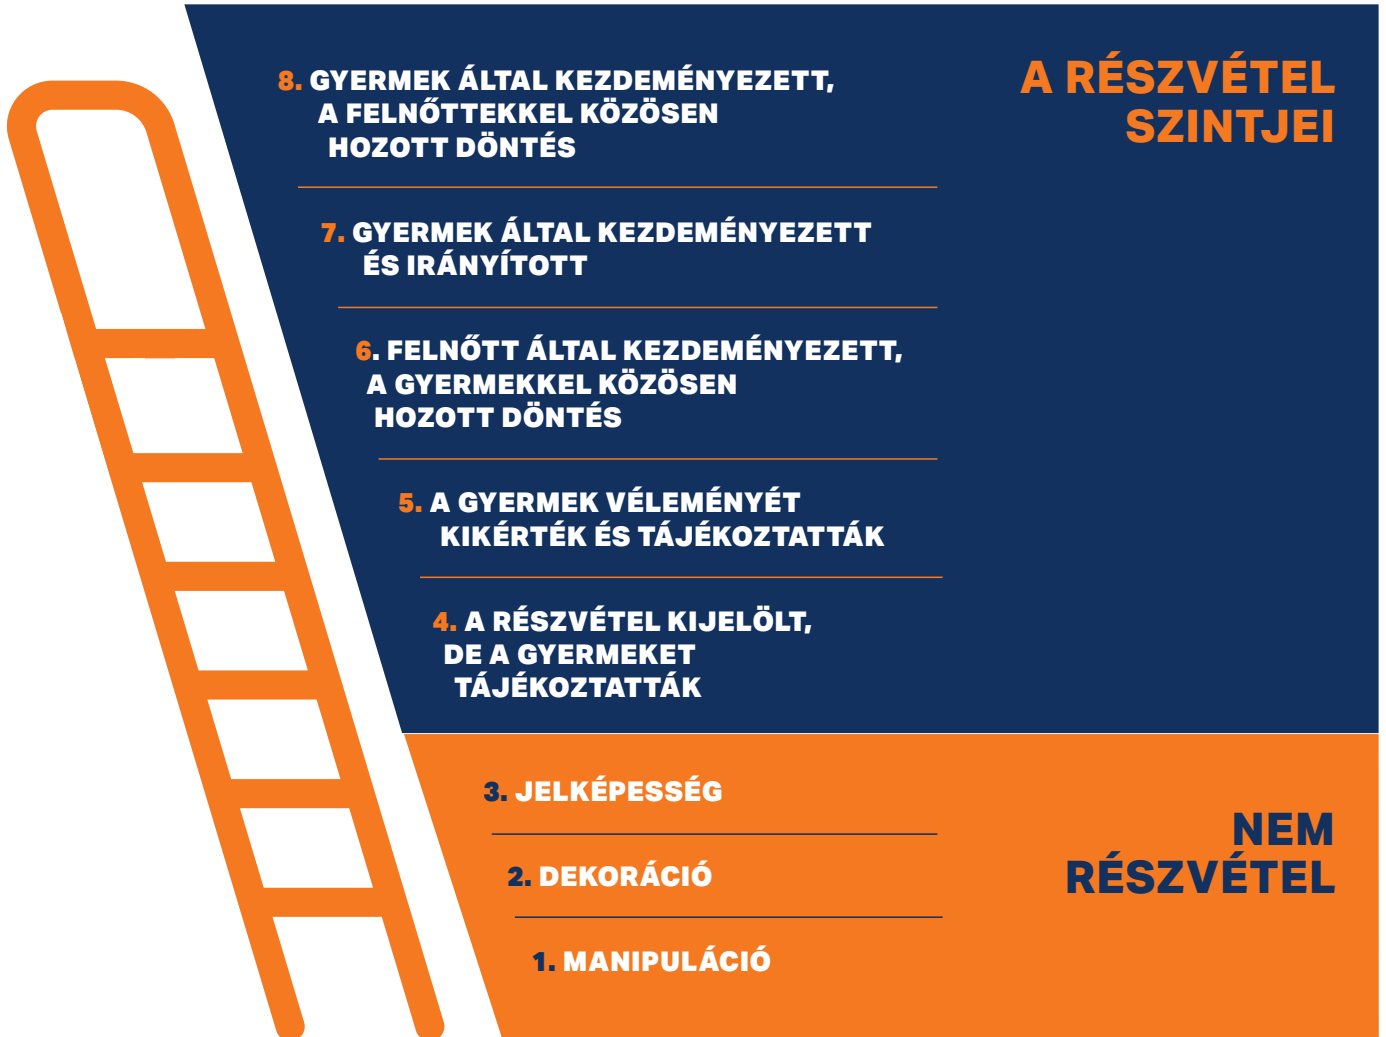 A RÉSZVÉTEL
SZINTJEI
8. GYERMEK ÁLTAL KEZDEMÉNYEZETT,
A FELNŐTTEKKEL KÖZÖSEN
HOZOTT DÖNTÉS
7. GYERMEK ÁLTAL KEZDEMÉNYEZETT
ÉS IRÁNYÍTOTT
6. FELNŐTT ÁLTAL KEZDEMÉNYEZETT,
A GYERMEKKEL KÖZÖSEN
HOZOTT DÖNTÉS
5. A GYERMEK VÉLEMÉNYÉT
KIKÉRTÉK ÉS TÁJÉKOZTATTÁK
4. A RÉSZVÉTEL KIJELÖLT,
DE A GYERMEKET
TÁJÉKOZTATTÁK
NEM
RÉSZVÉTEL
3. JELKÉPESSÉG
2. DEKORÁCIÓ
1. MANIPULÁCIÓ